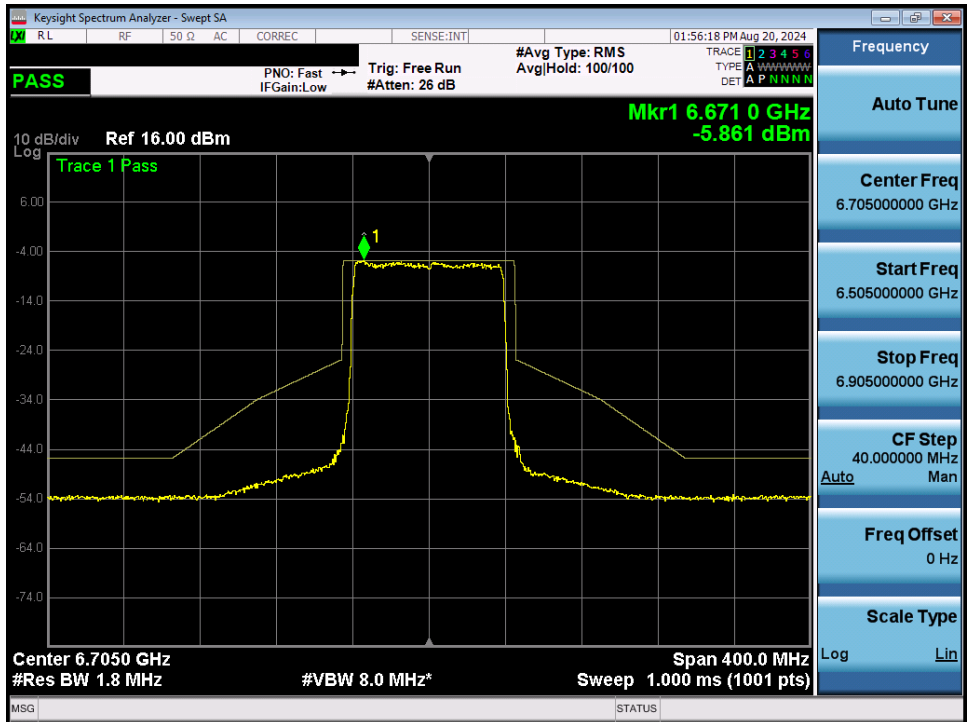 Keysight Spectrum Analyzer - Swept SA
LXI RL RF 50 Ω AC CORREC SENSE:INT 01:56:18 PM Aug 20, 2024
PASS
PNO: Fast
IFGain:Low
Trig: Free Run
#Atten: 26 dB
#Avg Type: RMS
Avg|Hold: 100/100
TRACE 1 2 3 4 5 6
TYPE A WWWWW
DET A P N N N N
Mkr1 6.671 0 GHz
-5.861 dBm
10 dB/div Ref 16.00 dBm
Log
Trace 1 Pass
1
6.00
-4.00
-14.0
-24.0
-34.0
-44.0
-54.0
-64.0
-74.0
Center 6.7050 GHz Span 400.0 MHz
#Res BW 1.8 MHz #VBW 8.0 MHz* Sweep 1.000 ms (1001 pts)
MSG STATUS
Frequency
Auto Tune
Center Freq
6.705000000 GHz
Start Freq
6.505000000 GHz
Stop Freq
6.905000000 GHz
CF Step
40.000000 MHz
Auto Man
Freq Offset
0 Hz
Scale Type
Log Lin